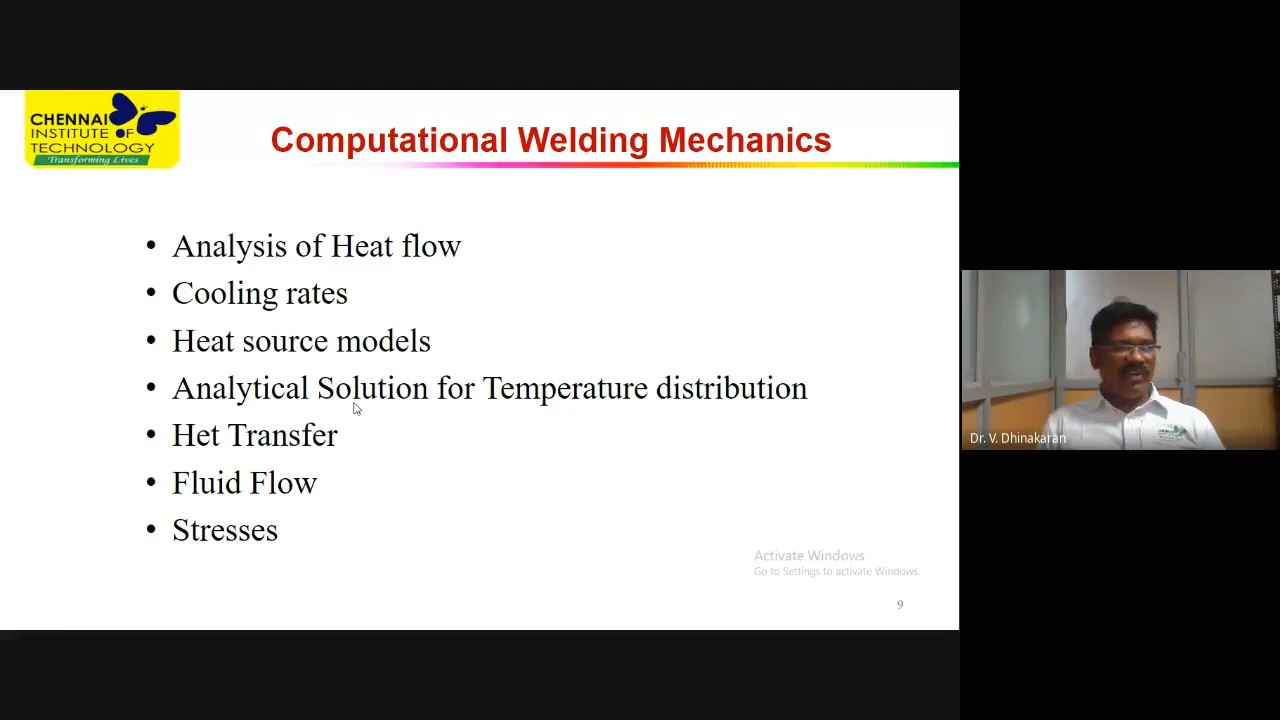 CHENNAI
INSTITUTE OF
TECHNOLOGY
Transforming Lives
Computational Welding Mechanics
• Analysis of Heat flow
• Cooling rates
• Heat source models
• Analytical Solution for Temperature distribution
• Het Transfer
• Fluid Flow
• Stresses
Activate Windows
Go to Settings to activate Windows.
9
Dr. V. Dhinakaran